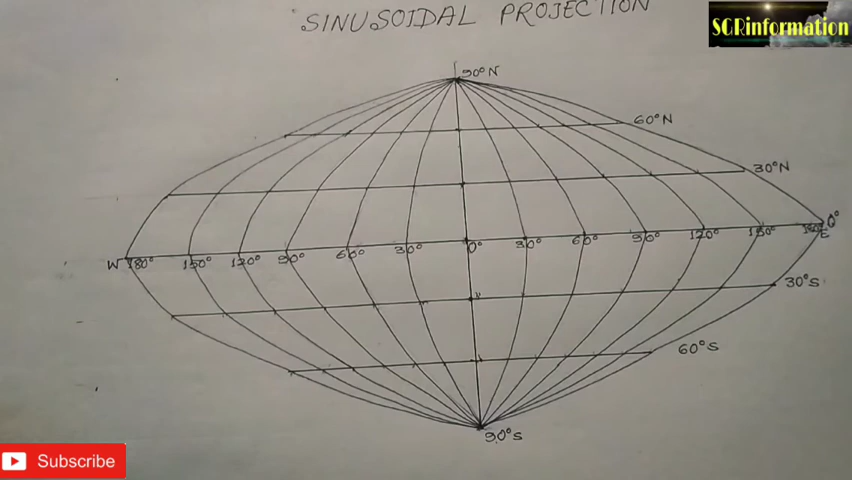 SINUSOIDAL PROJECTION
SCRinformation
90°N
60°N
30°N
0°
W 180° 150° 120° 90° 60° 30° 0° 30° 60° 90° 120° 150° 180° E
30°S
60°S
90°S
Subscribe